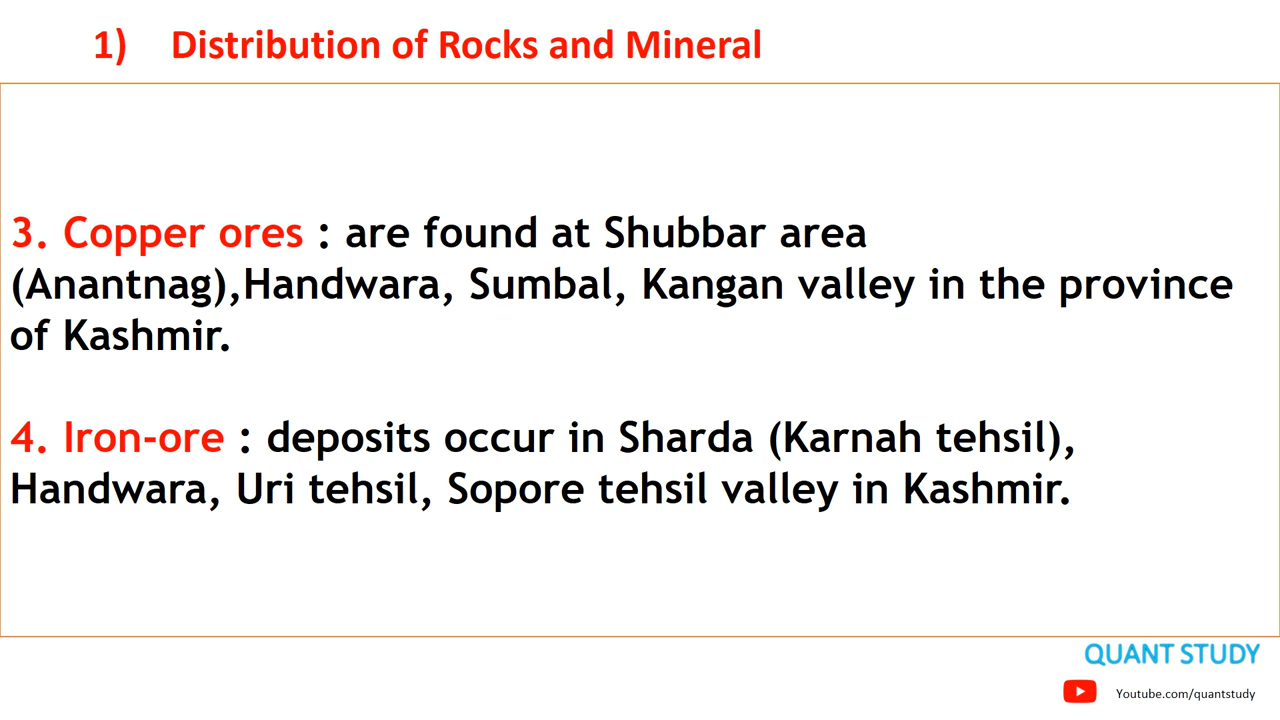 1) Distribution of Rocks and Mineral
3. Copper ores : are found at Shubbar area
(Anantnag),Handwara, Sumbal, Kangan valley in the province
of Kashmir.
4. Iron-ore : deposits occur in Sharda (Karnah tehsil),
Handwara, Uri tehsil, Sopore tehsil valley in Kashmir.
QUANT STUDY
Youtube.com/quantstudy